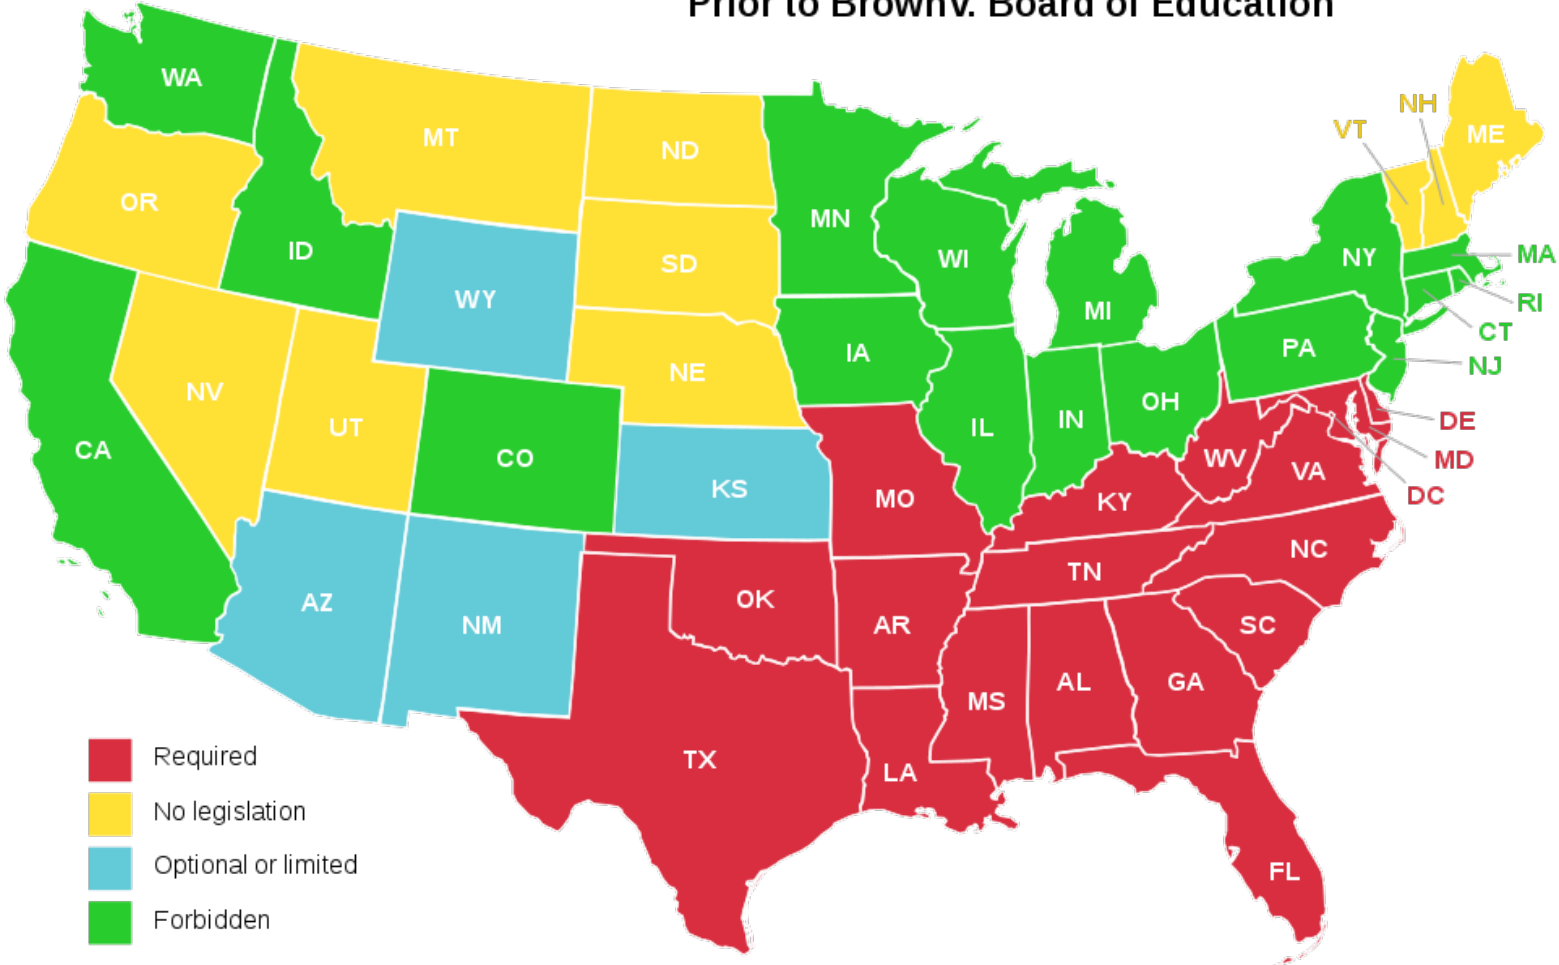 Prior to Brown v. Board of Education
NH
VT
ME
WA
MT
ND
OR
MN
ID
SD
WI
NY
MA
WY
MI
RI
CT
IA
PA
NJ
NE
NV
UT
CA
CO
IL
IN
OH
DE
MD
KS
WV
VA
DC
MO
KY
NC
AZ
NM
OK
TN
AR
SC
MS
AL
GA
TX
LA
FL
Required
No legislation
Optional or limited
Forbidden